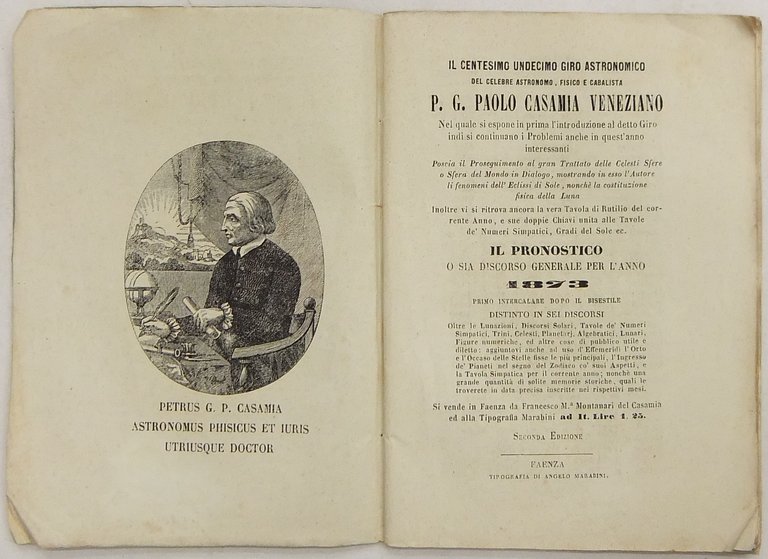 PETRUS G. P. CASAMIA
ASTRONOMUS PHISICUS ET IURIS
UTRIUSQUE DOCTOR
IL CENTESIMO UNDECIMO GIRO ASTRONOMICO
DEL CELEBRE ASTRONOMO, FISICO E CABALISTA
P. G. PAOLO CASAMIA VENEZIANO
Nel quale si espone in prima l'introduzione al detto Giro
indi si continuano i Problemi anche in quest'anno
interessanti
Poscia il Proseguimento al gran Trattato delle Celesti Sfere
o Sfera del Mondo in Dialogo, mostrando in esso l'Autore
li fenomeni dell' Eclissi di Sole, nonchè la costituzione
fisica della Luna
Inoltre vi si ritrova ancora la vera Tavola di Rutilio del cor-
rente Anno, e sue doppie Chiavi unita alle Tavole
de' Numeri Simpatici, Gradi del Sole ec.
IL PRONOSTICO
O SIA DISCORSO GENERALE PER L'ANNO
1873
PRIMO INTERCALARE DOPO IL BISESTILE
DISTINTO IN SEI DISCORSI
Oltre le Lunazioni, Discorsi Solari, Tavole de' Numeri
Simpatici, Trini, Celesti, Planetarj, Algebratici, Lunari,
Figure numeriche, ed altre cose di pubblico utile e
diletto; aggiuntovi anche ad uso d'Effemeridi l'Orto
e l'Occaso delle Stelle fisse le più principali, l'Ingresso
de' Pianeti nel segno del Zodiaco co' suoi Aspetti, e
la Tavola Simpatica per il corrente anno; nonchè una
grande quantità di solite memorie storiche, quali le
troverete in data precisa inscritte nel rispettivi mesi.
Si vende in Faenza da Francesco M.ª Montanari del Casamia
ed alla Tipografia Marabini ad It. Lire 1. 25.
SECONDA EDIZIONE
FAENZA
TIPOGRAFIA DI ANGELO MARABINI.